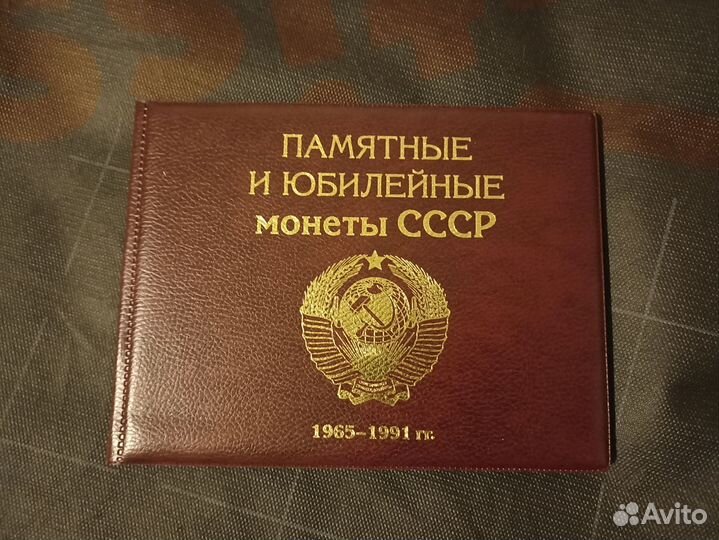 ПАМЯТНЫЕ
И ЮБИЛЕЙНЫЕ
монеты СССР
1965–1991 гг.
Avito